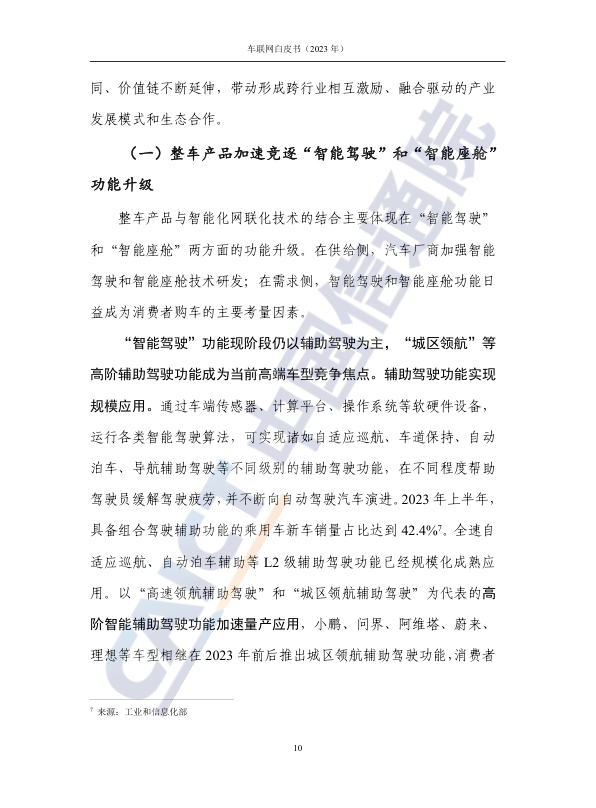 车联网白皮书（2023 年）
同、价值链不断延伸，带动形成跨行业相互激励、融合驱动的产业
发展模式和生态合作。
（一）整车产品加速竞逐“智能驾驶”和“智能座舱”
功能升级
整车产品与智能化网联化技术的结合主要体现在“智能驾驶”
和“智能座舱”两方面的功能升级。在供给侧，汽车厂商加强智能
驾驶和智能座舱技术研发；在需求侧，智能驾驶和智能座舱功能日
益成为消费者购车的主要考量因素。
“智能驾驶”功能现阶段仍以辅助驾驶为主，“城区领航”等
高阶辅助驾驶功能成为当前高端车型竞争焦点。辅助驾驶功能实现
规模应用。通过车端传感器、计算平台、操作系统等软硬件设备，
运行各类智能驾驶算法，可实现诸如自适应巡航、车道保持、自动
泊车、导航辅助驾驶等不同级别的辅助驾驶功能，在不同程度帮助
驾驶员缓解驾驶疲劳，并不断向自动驾驶汽车演进。2023 年上半年，
具备组合驾驶辅助功能的乘用车新车销量占比达到 42.4%⁷。全速自
适应巡航、自动泊车辅助等 L2 级辅助驾驶功能已经规模化成熟应
用。以“高速领航辅助驾驶”和“城区领航辅助驾驶”为代表的高
阶智能辅助驾驶功能加速量产应用，小鹏、问界、阿维塔、蔚来、
理想等车型相继在 2023 年前后推出城区领航辅助驾驶功能，消费者
⁷ 来源：工业和信息化部
10
CAICT 中国信通院